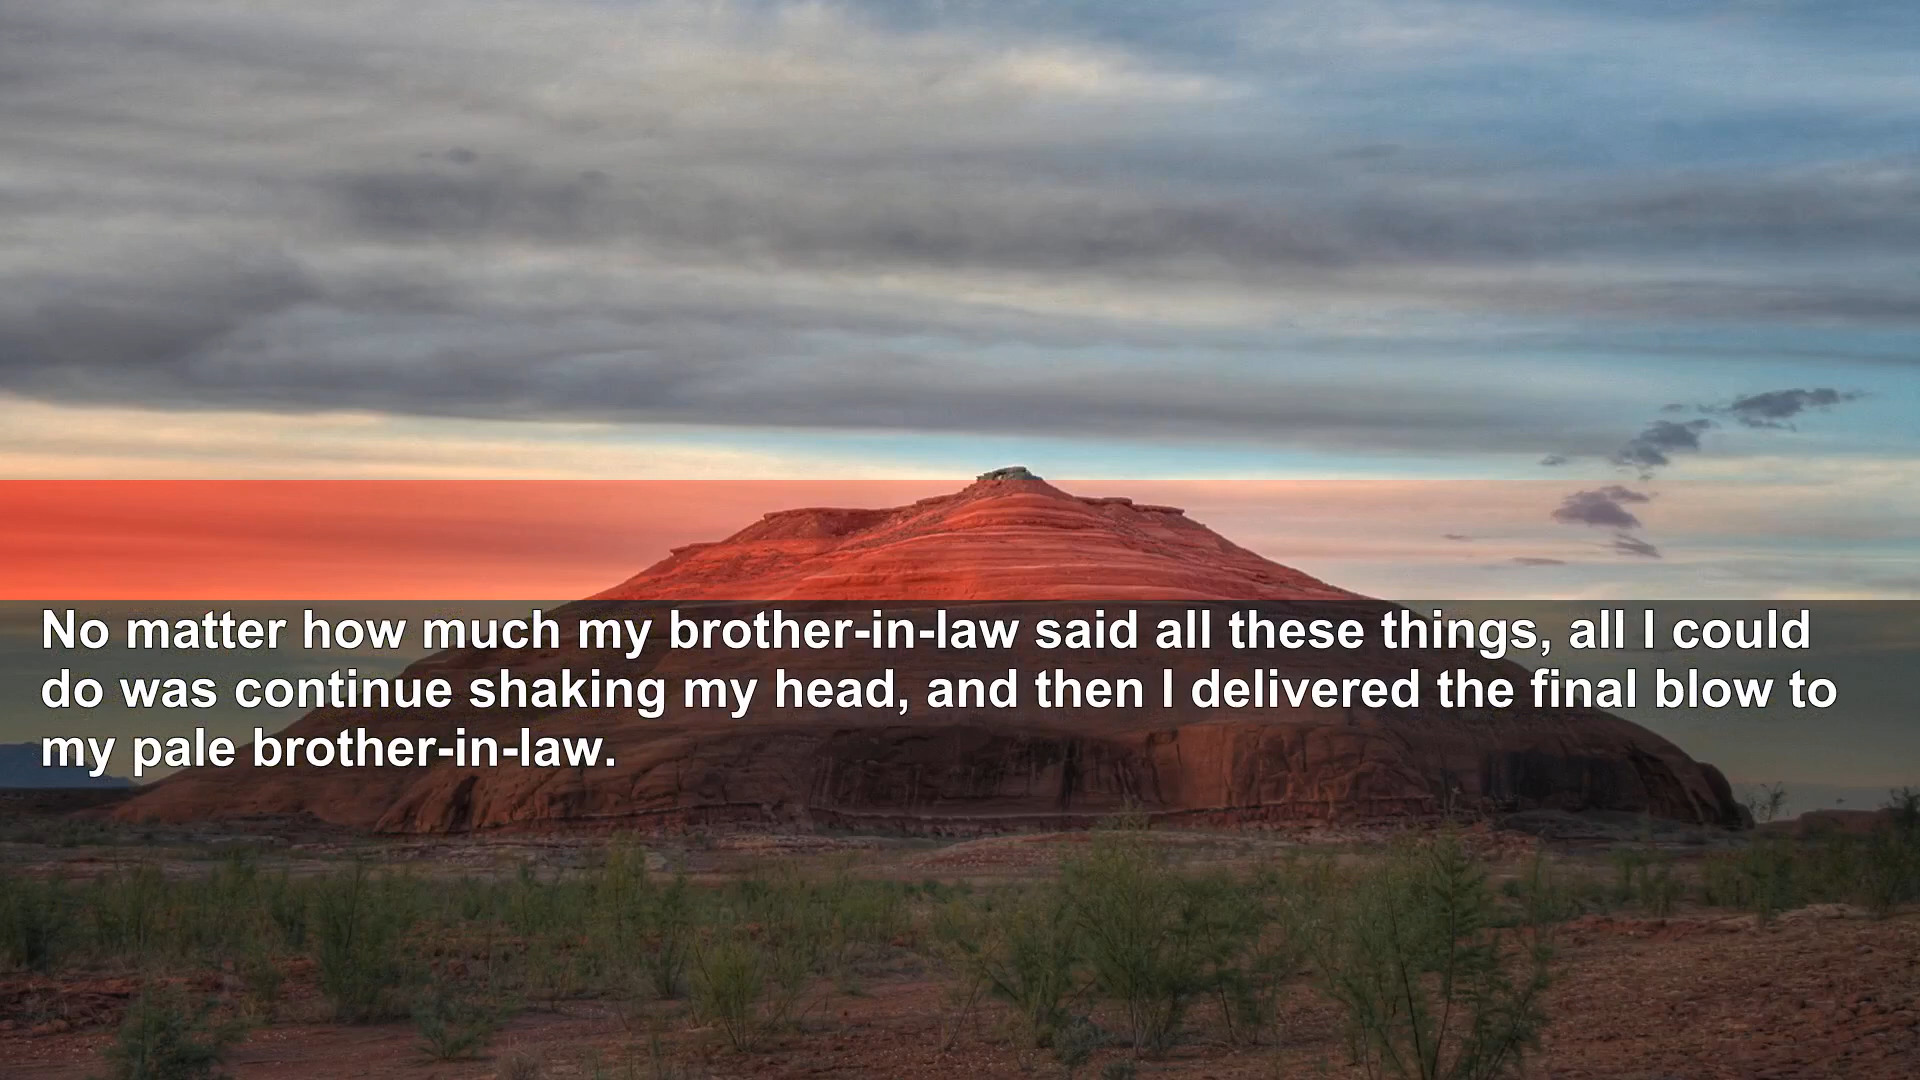 No matter how much my brother-in-law said all these things, all I could
do was continue shaking my head, and then I delivered the final blow to
my pale brother-in-law.